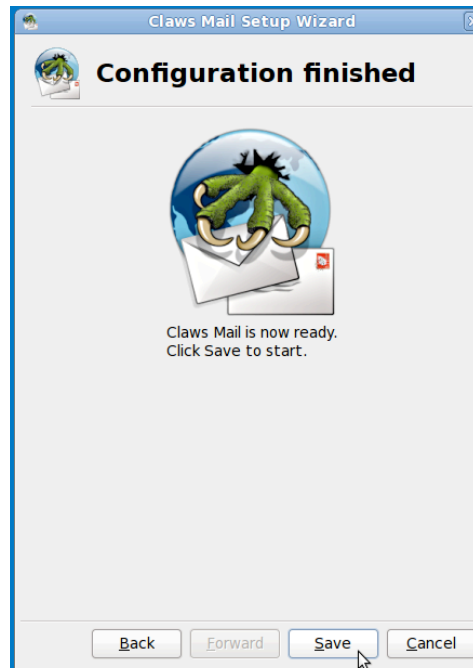 Claws Mail Setup Wizard
Configuration finished
Claws Mail is now ready.
Click Save to start.
Back Forward Save Cancel